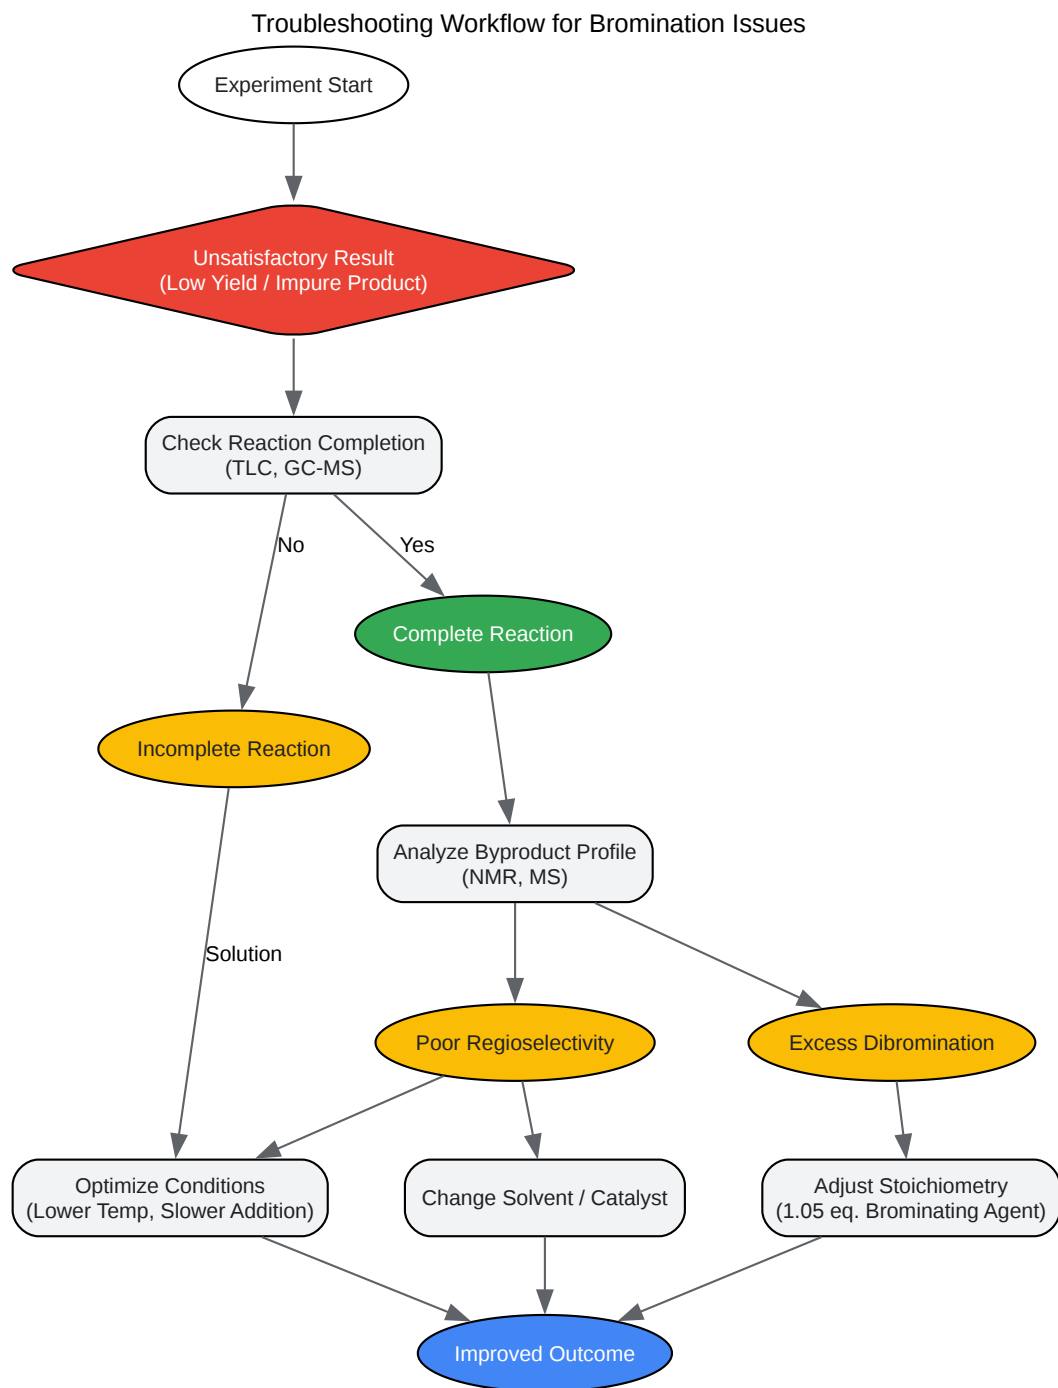 Troubleshooting Workflow for Bromination Issues
Experiment Start
Unsatisfactory Result
(Low Yield / Impure Product)
Check Reaction Completion
(TLC, GC-MS)
No
Yes
Complete Reaction
Incomplete Reaction
Analyze Byproduct Profile
(NMR, MS)
Solution
Poor Regioselectivity
Excess Dibromination
Optimize Conditions
(Lower Temp, Slower Addition)
Change Solvent / Catalyst
Adjust Stoichiometry
(1.05 eq. Brominating Agent)
Improved Outcome